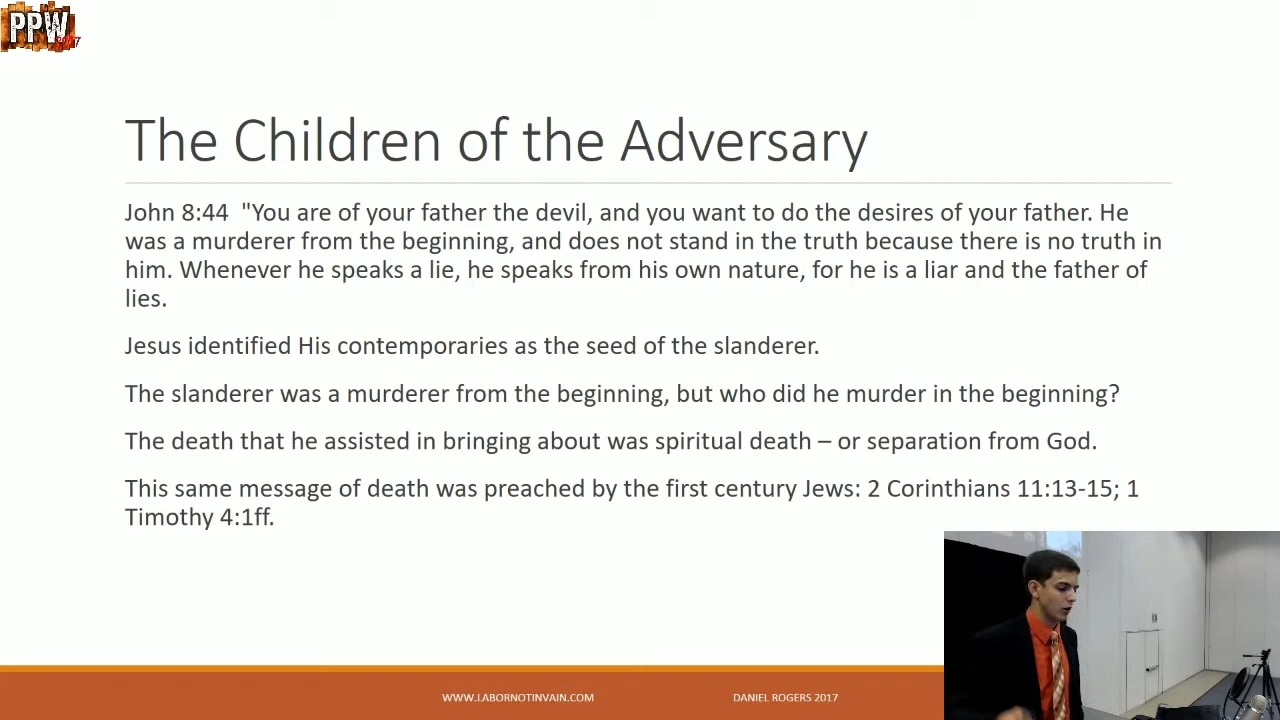 PPW
2017
The Children of the Adversary
John 8:44  "You are of your father the devil, and you want to do the desires of your father. He
was a murderer from the beginning, and does not stand in the truth because there is no truth in
him. Whenever he speaks a lie, he speaks from his own nature, for he is a liar and the father of
lies.
Jesus identified His contemporaries as the seed of the slanderer.
The slanderer was a murderer from the beginning, but who did he murder in the beginning?
The death that he assisted in bringing about was spiritual death – or separation from God.
This same message of death was preached by the first century Jews: 2 Corinthians 11:13-15; 1
Timothy 4:1ff.
WWW.LABORNOTINVAIN.COM
DANIEL ROGERS 2017